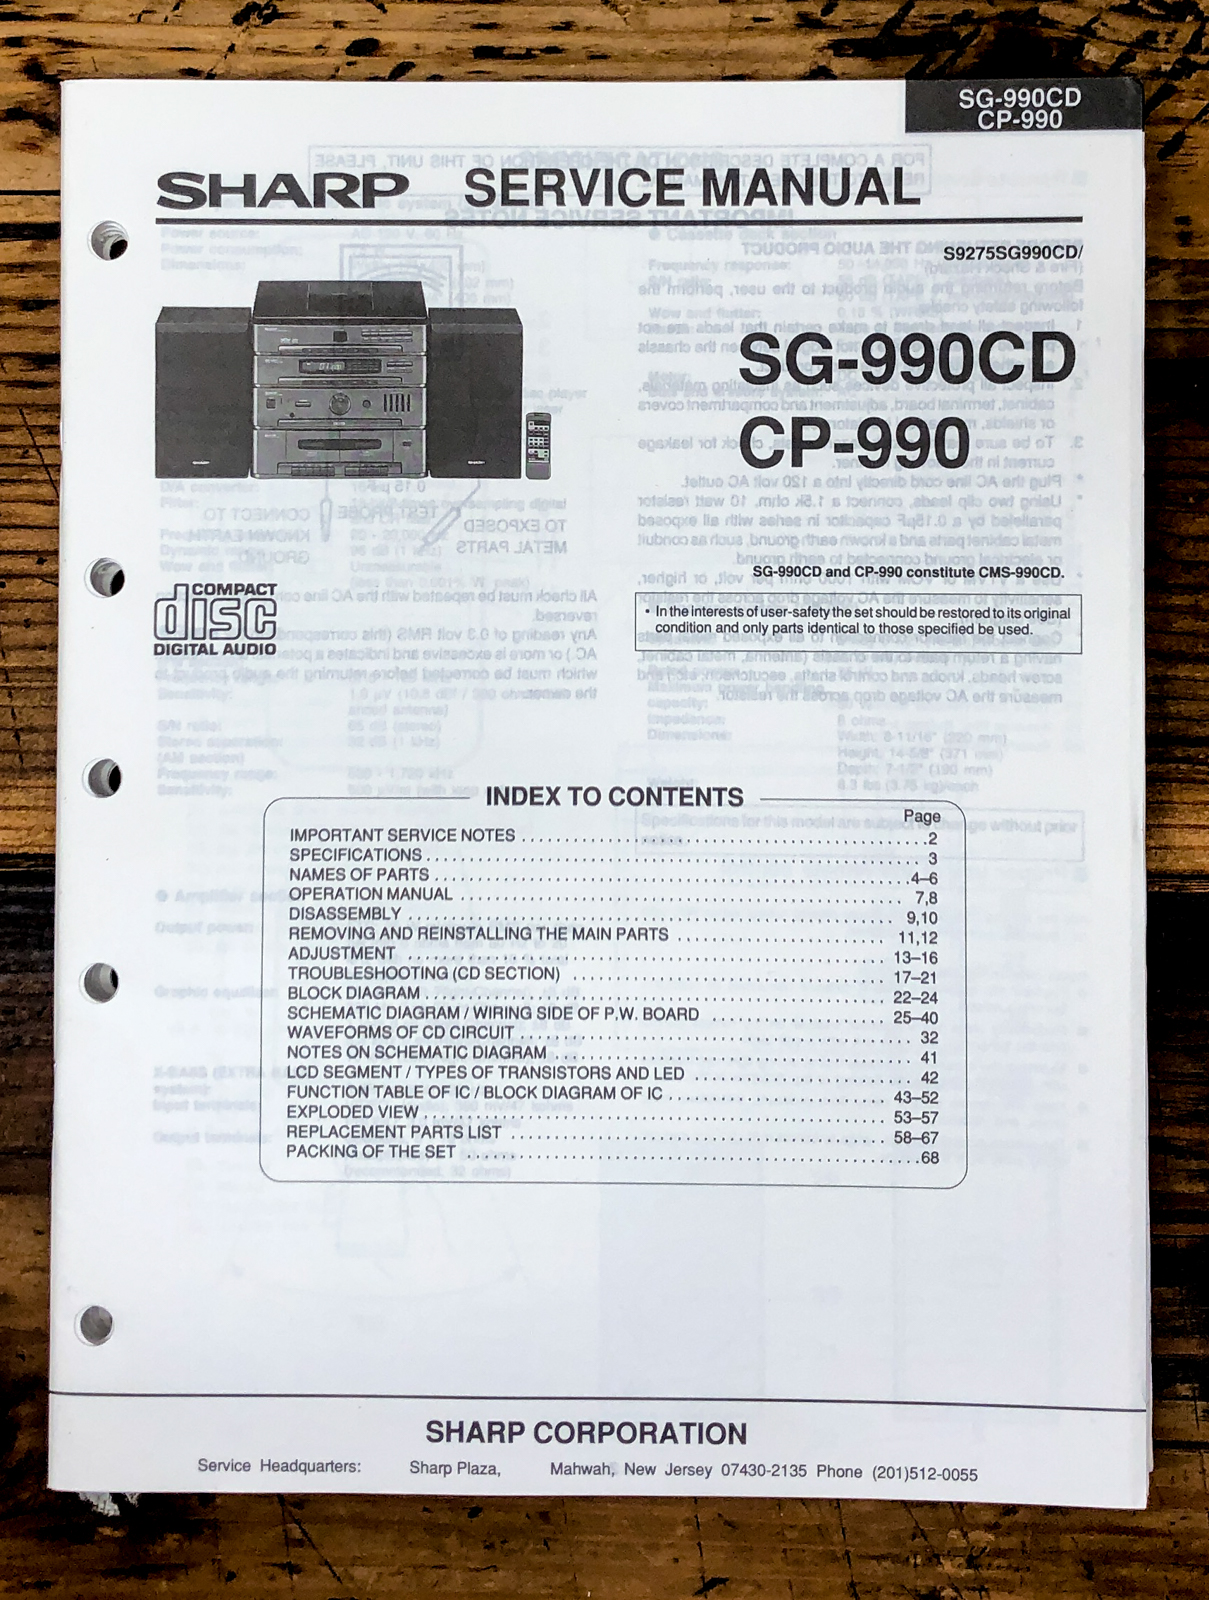 SG-990CD
CP-990
SHARP SERVICE MANUAL
S9275SG990CD/
SG-990CD
CP-990
SHARP
SHARP
COMPACT
disc
DIGITAL AUDIO
SG-990CD and CP-990 constitute CMS-990CD.
• In the interests of user-safety the set should be restored to its original
condition and only parts identical to those specified be used.
INDEX TO CONTENTS
Page
IMPORTANT SERVICE NOTES ........................................ 2
SPECIFICATIONS ........................................ 3
NAMES OF PARTS ........................................ 4–6
OPERATION MANUAL ........................................ 7,8
DISASSEMBLY ........................................ 9,10
REMOVING AND REINSTALLING THE MAIN PARTS ........................................ 11,12
ADJUSTMENT ........................................ 13–16
TROUBLESHOOTING (CD SECTION) ........................................ 17–21
BLOCK DIAGRAM ........................................ 22–24
SCHEMATIC DIAGRAM / WIRING SIDE OF P.W. BOARD ........................................ 25–40
WAVEFORMS OF CD CIRCUIT ........................................ 32
NOTES ON SCHEMATIC DIAGRAM ........................................ 41
LCD SEGMENT / TYPES OF TRANSISTORS AND LED ........................................ 42
FUNCTION TABLE OF IC / BLOCK DIAGRAM OF IC ........................................ 43–52
EXPLODED VIEW ........................................ 53–57
REPLACEMENT PARTS LIST ........................................ 58–67
PACKING OF THE SET ........................................ 68
SHARP CORPORATION
Service Headquarters: Sharp Plaza, Mahwah, New Jersey 07430-2135 Phone (201)512-0055